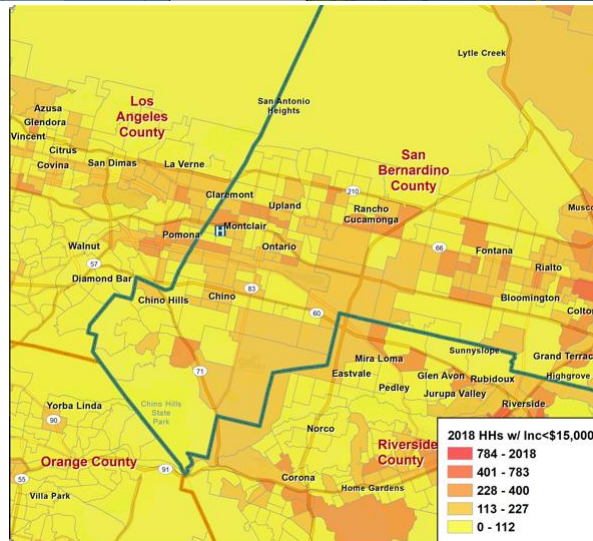 Lytle Creek
Los
Angeles
County
San Antonio
Heights
Azusa
Glendora
Vincent
Citrus
Covina
San Dimas
La Verne
San
Bernardino
County
Claremont
210
Upland
Rancho
Cucamonga
Musco
Montclair
H
Pomona
Ontario
66
Walnut
Fontana
57
Rialto
Diamond Bar
83
Chino Hills
Chino
Bloomington
60
Colton
Mira Loma
Sunnyslope
Grand Terrac
71
Eastvale
Glen Avon
Rubidoux
Highgrove
Pedley
Jurupa Valley
Chino Hills
State
Park
Riverside
Yorba Linda
90
Norco
Riverside
County
Orange County
91
55
Corona
Villa Park
Home Gardens
2018 HHs w/ Inc<$15,000
784 - 2018
401 - 783
228 - 400
113 - 227
0 - 112